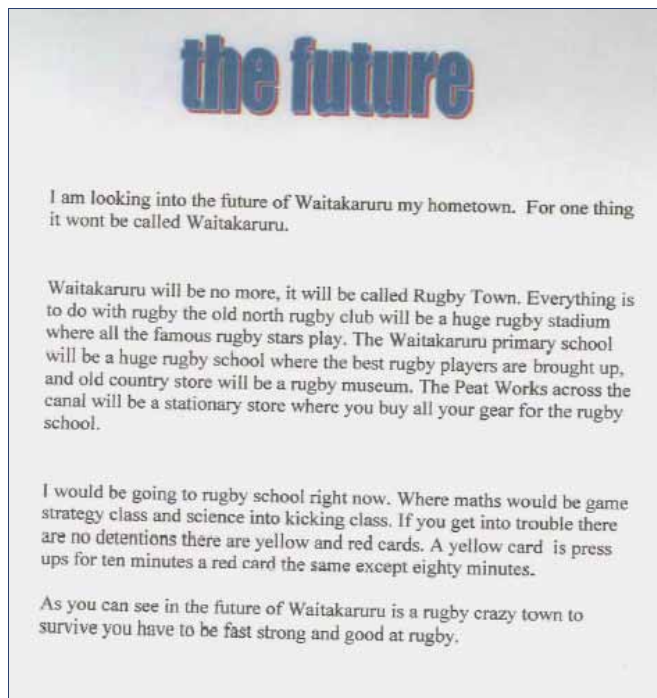 the future
I am looking into the future of Waitakaruru my hometown.  For one thing
it wont be called Waitakaruru.
Waitakaruru will be no more, it will be called Rugby Town. Everything is
to do with rugby the old north rugby club will be a huge rugby stadium
where all the famous rugby stars play. The Waitakaruru primary school
will be a huge rugby school where the best rugby players are brought up,
and old country store will be a rugby museum. The Peat Works across the
canal will be a stationary store where you buy all your gear for the rugby
school.
I would be going to rugby school right now. Where maths would be game
strategy class and science into kicking class. If you get into trouble there
are no detentions there are yellow and red cards. A yellow card  is press
ups for ten minutes a red card the same except eighty minutes.
As you can see in the future of Waitakaruru is a rugby crazy town to
survive you have to be fast strong and good at rugby.